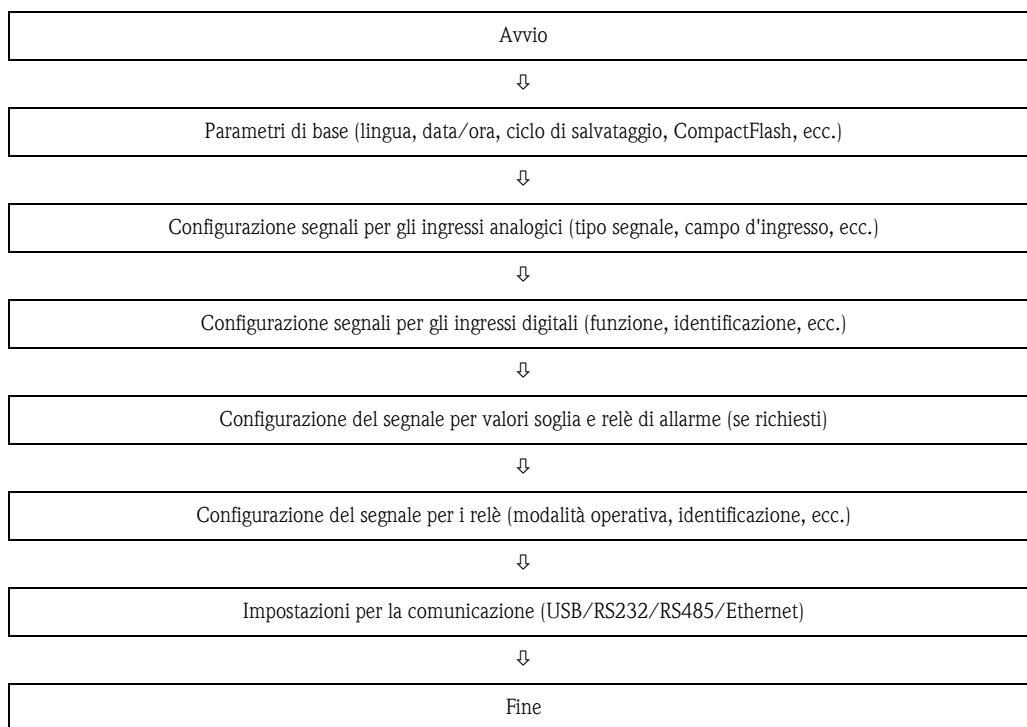 Avvio
⇩
Parametri di base (lingua, data/ora, ciclo di salvataggio, CompactFlash, ecc.)
⇩
Configurazione segnali per gli ingressi analogici (tipo segnale, campo d'ingresso, ecc.)
⇩
Configurazione segnali per gli ingressi digitali (funzione, identificazione, ecc.)
⇩
Configurazione del segnale per valori soglia e relè di allarme (se richiesti)
⇩
Configurazione del segnale per i relè (modalità operativa, identificazione, ecc.)
⇩
Impostazioni per la comunicazione (USB/RS232/RS485/Ethernet)
⇩
Fine